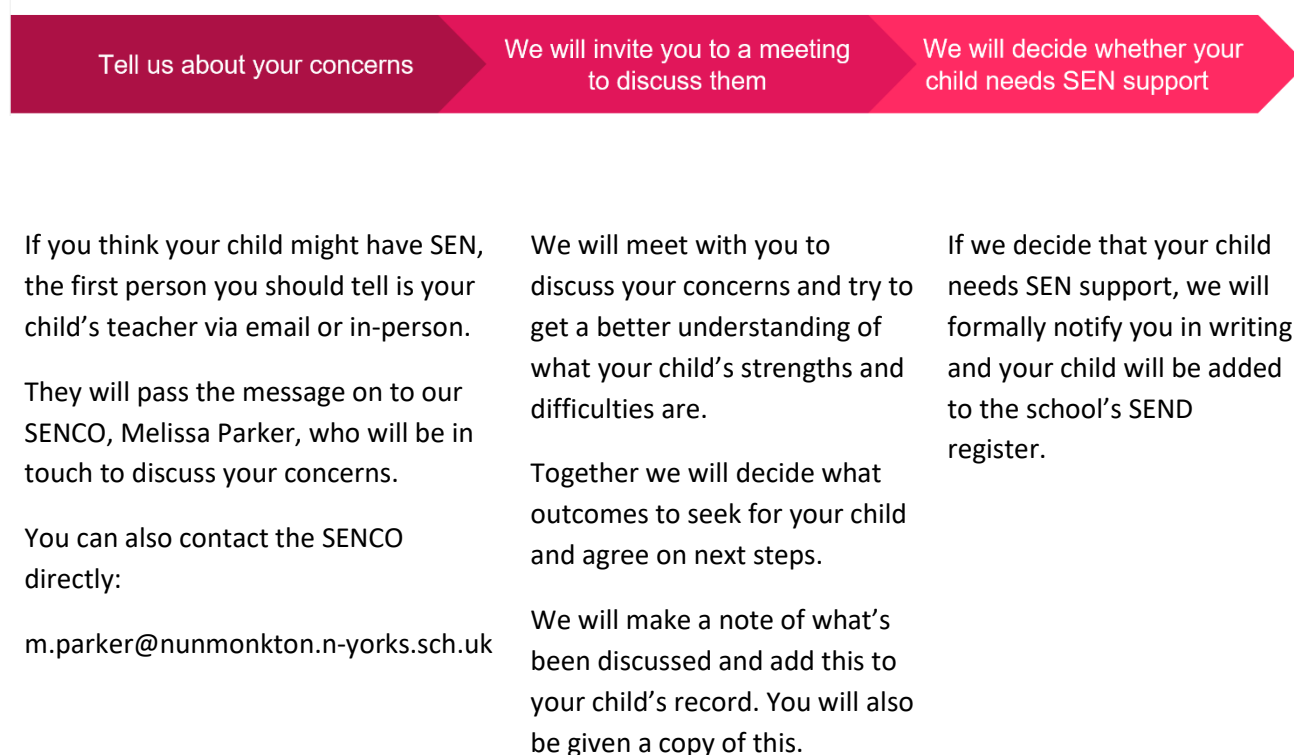 Tell us about your concerns
We will invite you to a meeting
to discuss them
We will decide whether your
child needs SEN support
If you think your child might have SEN,
the first person you should tell is your
child’s teacher via email or in-person.
They will pass the message on to our
SENCO, Melissa Parker, who will be in
touch to discuss your concerns.
You can also contact the SENCO
directly:
m.parker@nunmonkton.n-yorks.sch.uk
We will meet with you to
discuss your concerns and try to
get a better understanding of
what your child’s strengths and
difficulties are.
Together we will decide what
outcomes to seek for your child
and agree on next steps.
We will make a note of what’s
been discussed and add this to
your child’s record. You will also
be given a copy of this.
If we decide that your child
needs SEN support, we will
formally notify you in writing
and your child will be added
to the school’s SEND
register.